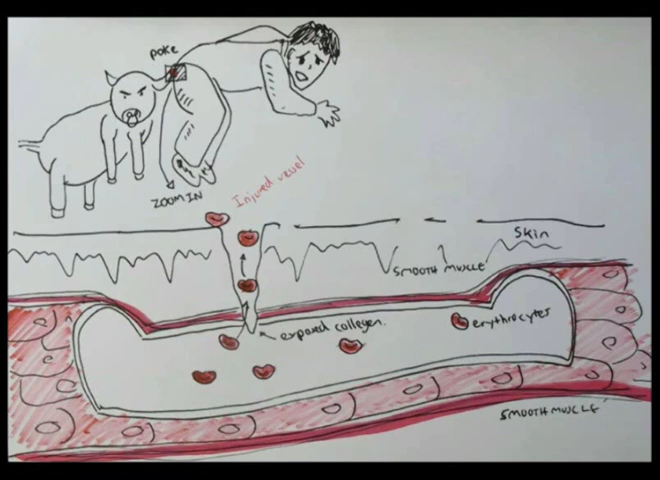 poke
ZOOM IN
Injured vessel
Skin
SMOOTH MUSCLE
exposed collagen.
erythrocytes
SMOOTH MUSCLE